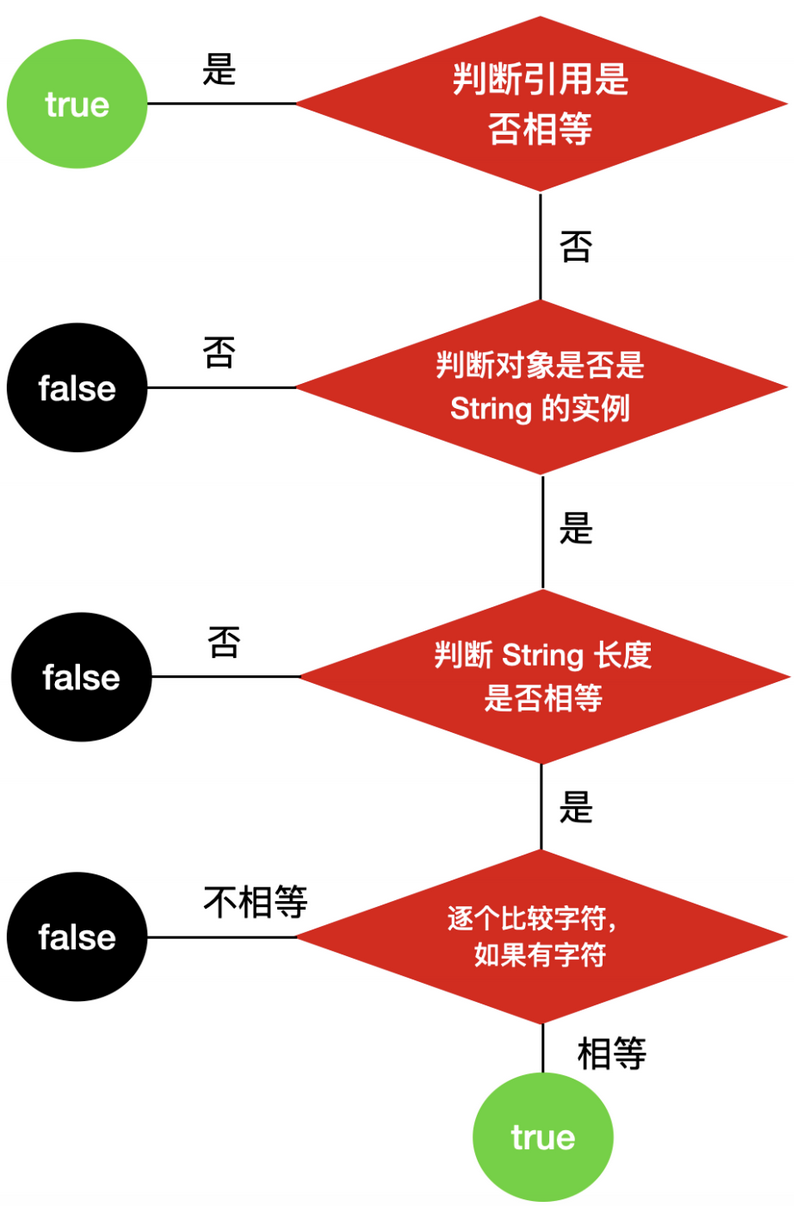 是
true
判断引用是
否相等
否
否
false
判断对象是否是
String 的实例
是
否
false
判断 String 长度
是否相等
是
不相等
false
逐个比较字符，
如果有字符
相等
true